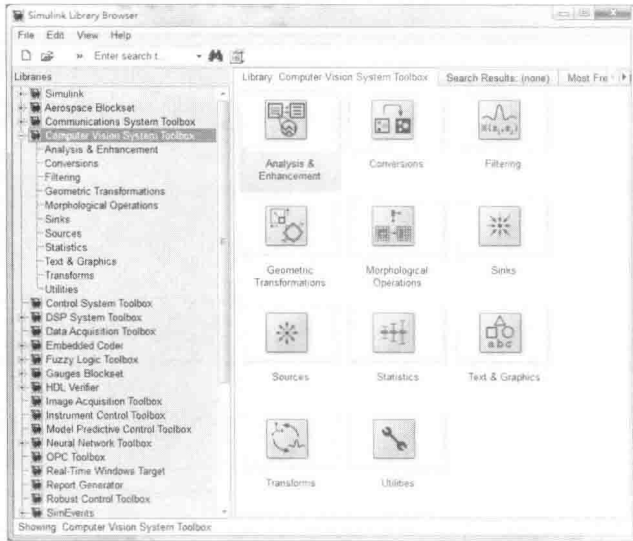 Simulink Library Browser
File Edit View Help
» Enter search t...
Libraries
Simulink
Aerospace Blockset
Communications System Toolbox
Computer Vision System Toolbox
Analysis & Enhancement
Conversions
Filtering
Geometric Transformations
Morphological Operations
Sinks
Sources
Statistics
Text & Graphics
Transforms
Utilities
Control System Toolbox
DSP System Toolbox
Data Acquisition Toolbox
Embedded Coder
Fuzzy Logic Toolbox
Gauges Blockset
HDL Verifier
Image Acquisition Toolbox
Instrument Control Toolbox
Model Predictive Control Toolbox
Neural Network Toolbox
OPC Toolbox
Real-Time Windows Target
Report Generator
Robust Control Toolbox
SimEvents
Library: Computer Vision System Toolbox
Search Results: (none)
Most Fre
Analysis &
Enhancement
Conversions
Filtering
Geometric
Transformations
Morphological
Operations
Sinks
Sources
Statistics
abc
Text & Graphics
Transforms
Utilities
Showing: Computer Vision System Toolbox